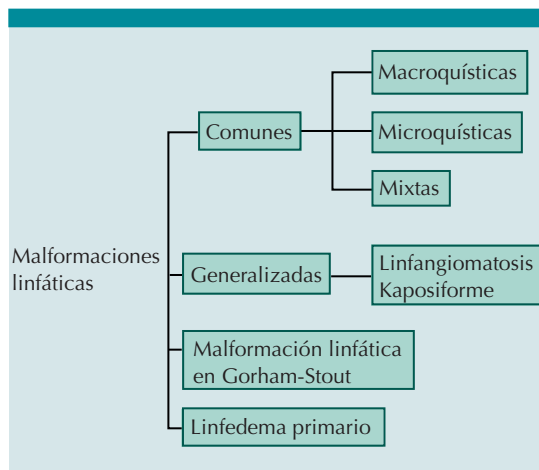 Malformaciones
linfáticas
Comunes
Macroquísticas
Microquísticas
Mixtas
Generalizadas
Linfangiomatosis
Kaposiforme
Malformación linfática
en Gorham-Stout
Linfedema primario